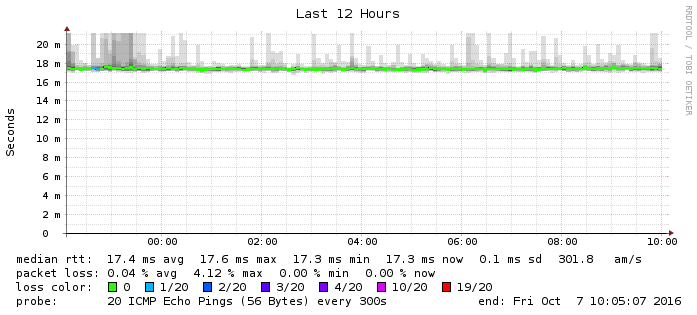 Last 12 Hours
RRDTOOL / TOBI OETIKER
Seconds
20 m
18 m
16 m
14 m
12 m
10 m
8 m
6 m
4 m
2 m
0
00:00 02:00 04:00 06:00 08:00 10:00
median rtt: 17.4 ms avg 17.6 ms max 17.3 ms min 17.3 ms now 0.1 ms sd 301.8 am/s
packet loss: 0.04 % avg 4.12 % max 0.00 % min 0.00 % now
loss color: 0 1/20 2/20 3/20 4/20 10/20 19/20
probe: 20 ICMP Echo Pings (56 Bytes) every 300s end: Fri Oct 7 10:05:07 2016